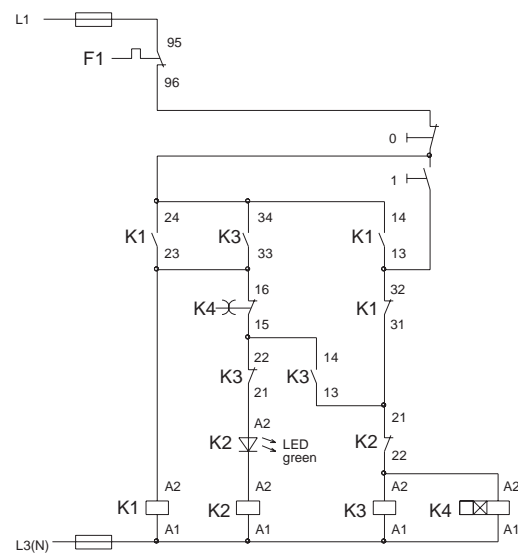 L1
95
F1
96
0
1
24 34 14
K1 K3 K1
23 33 13
16 32
K4 K1
15 31
22 14
K3 K3
21 13
21
A2
K2 LED K2
green
22
A2 A2 A2 A2
K1 K2 K3 K4
A1 A1 A1 A1
L3(N)